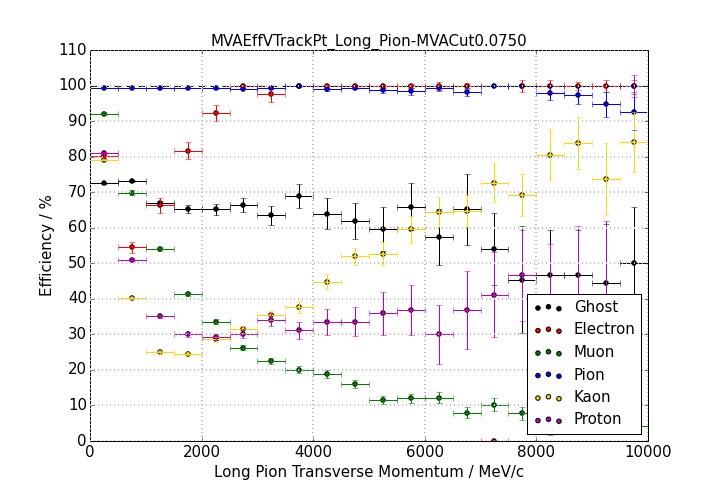 MVAEffVTrackPt_Long_Pion-MVACut0.0750
110
100
90
80
70
60
50
40
30
20
10
0
Efficiency / %
Ghost
Electron
Muon
Pion
Kaon
Proton
0 2000 4000 6000 8000 10000
Long Pion Transverse Momentum / MeV/c